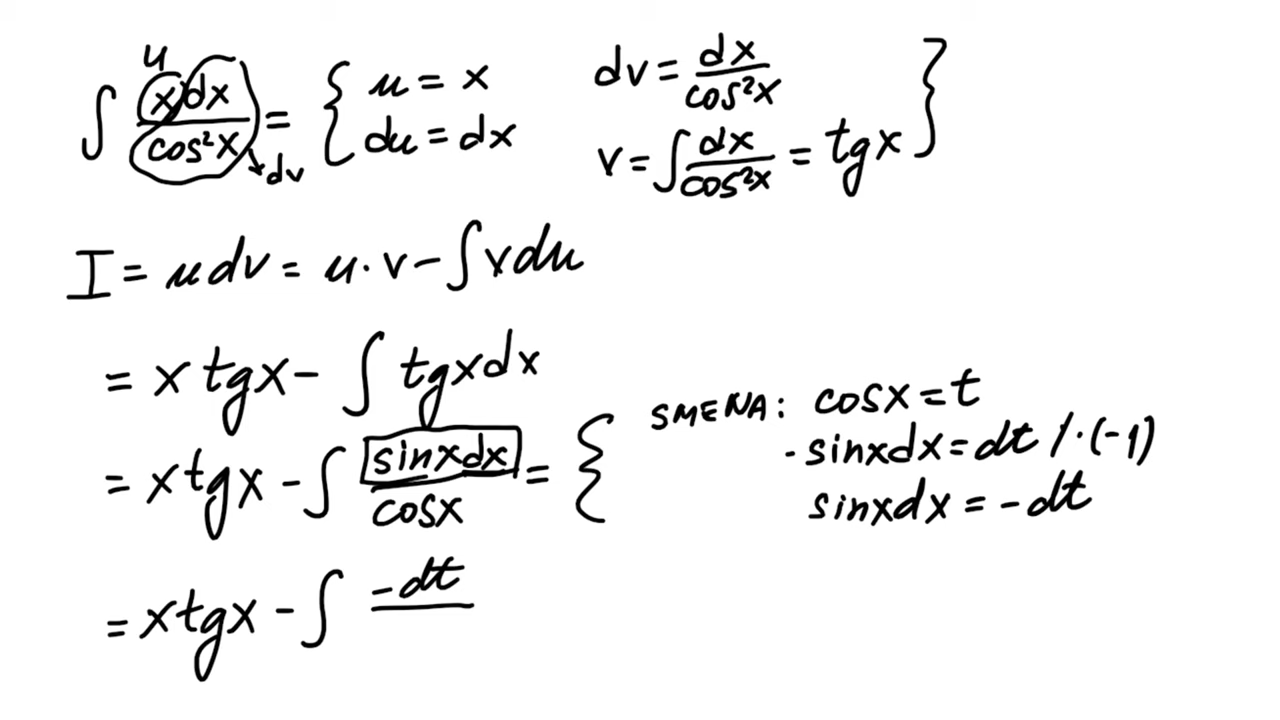 ∫ x dx / cos²x = { u = x    dv = dx / cos²x }
u
dv
du = dx    v = ∫ dx / cos²x = tgx
I = u dv = u · v − ∫ v du
= x tgx − ∫ tgx dx
= x tgx − ∫ sinx dx / cosx = {
SMENA: cosx = t
- sinx dx = dt / · (-1)
sinx dx = - dt
= x tgx − ∫ -dt